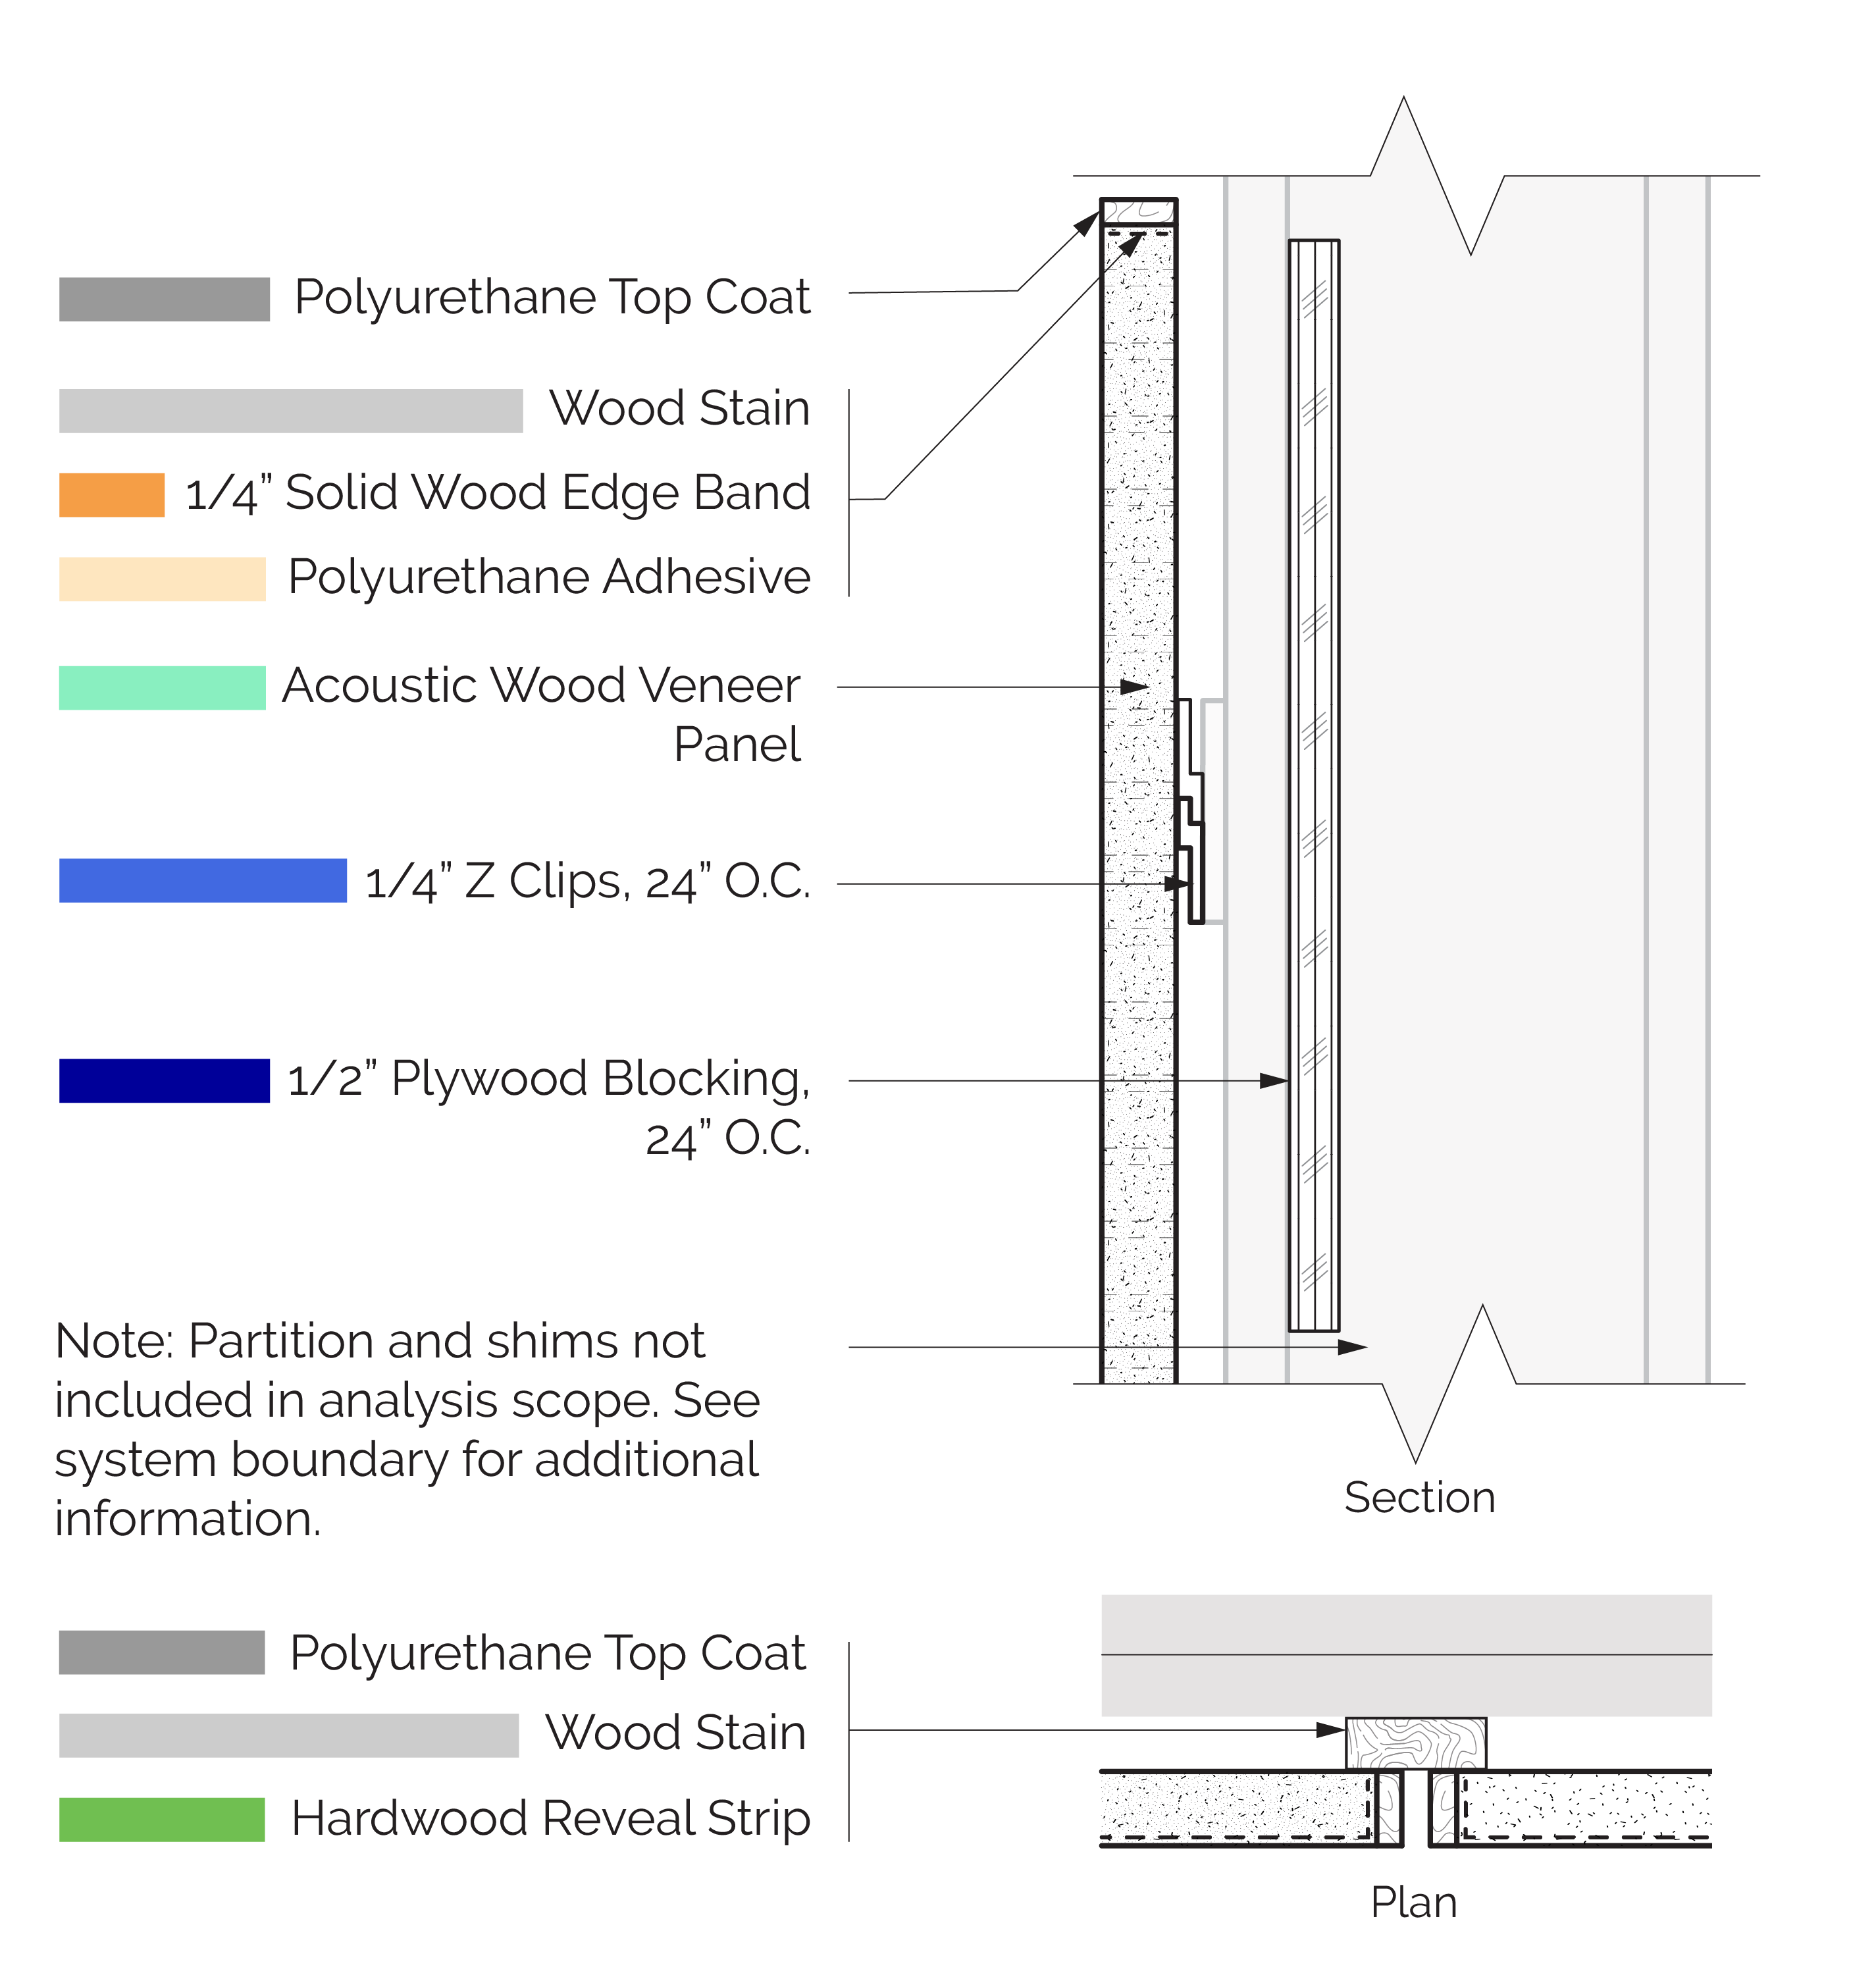 Polyurethane Top Coat
Wood Stain
1/4” Solid Wood Edge Band
Polyurethane Adhesive
Acoustic Wood Veneer
Panel
1/4” Z Clips, 24” O.C.
1/2” Plywood Blocking,
24” O.C.
Note: Partition and shims not
included in analysis scope. See
system boundary for additional
information.
Section
Polyurethane Top Coat
Wood Stain
Hardwood Reveal Strip
Plan